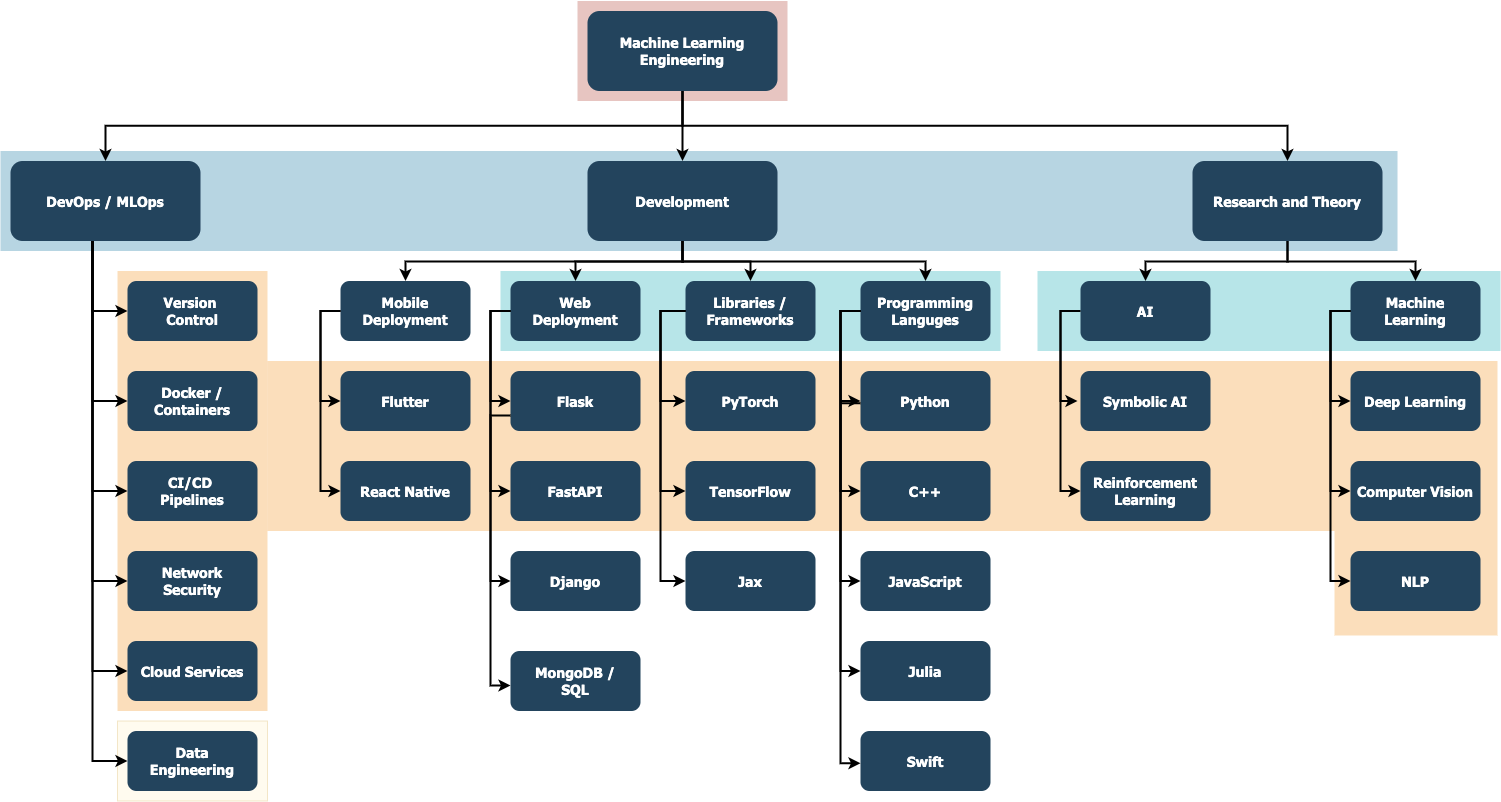 Machine Learning
Engineering
DevOps / MLOps
Development
Research and Theory
Version
Control
Mobile
Deployment
Web
Deployment
Libraries /
Frameworks
Programming
Languges
AI
Machine
Learning
Docker /
Containers
Flutter
Flask
PyTorch
Python
Symbolic AI
Deep Learning
CI/CD
Pipelines
React Native
FastAPI
TensorFlow
C++
Reinforcement
Learning
Computer Vision
Network
Security
Django
Jax
JavaScript
NLP
Cloud Services
MongoDB /
SQL
Julia
Data
Engineering
Swift